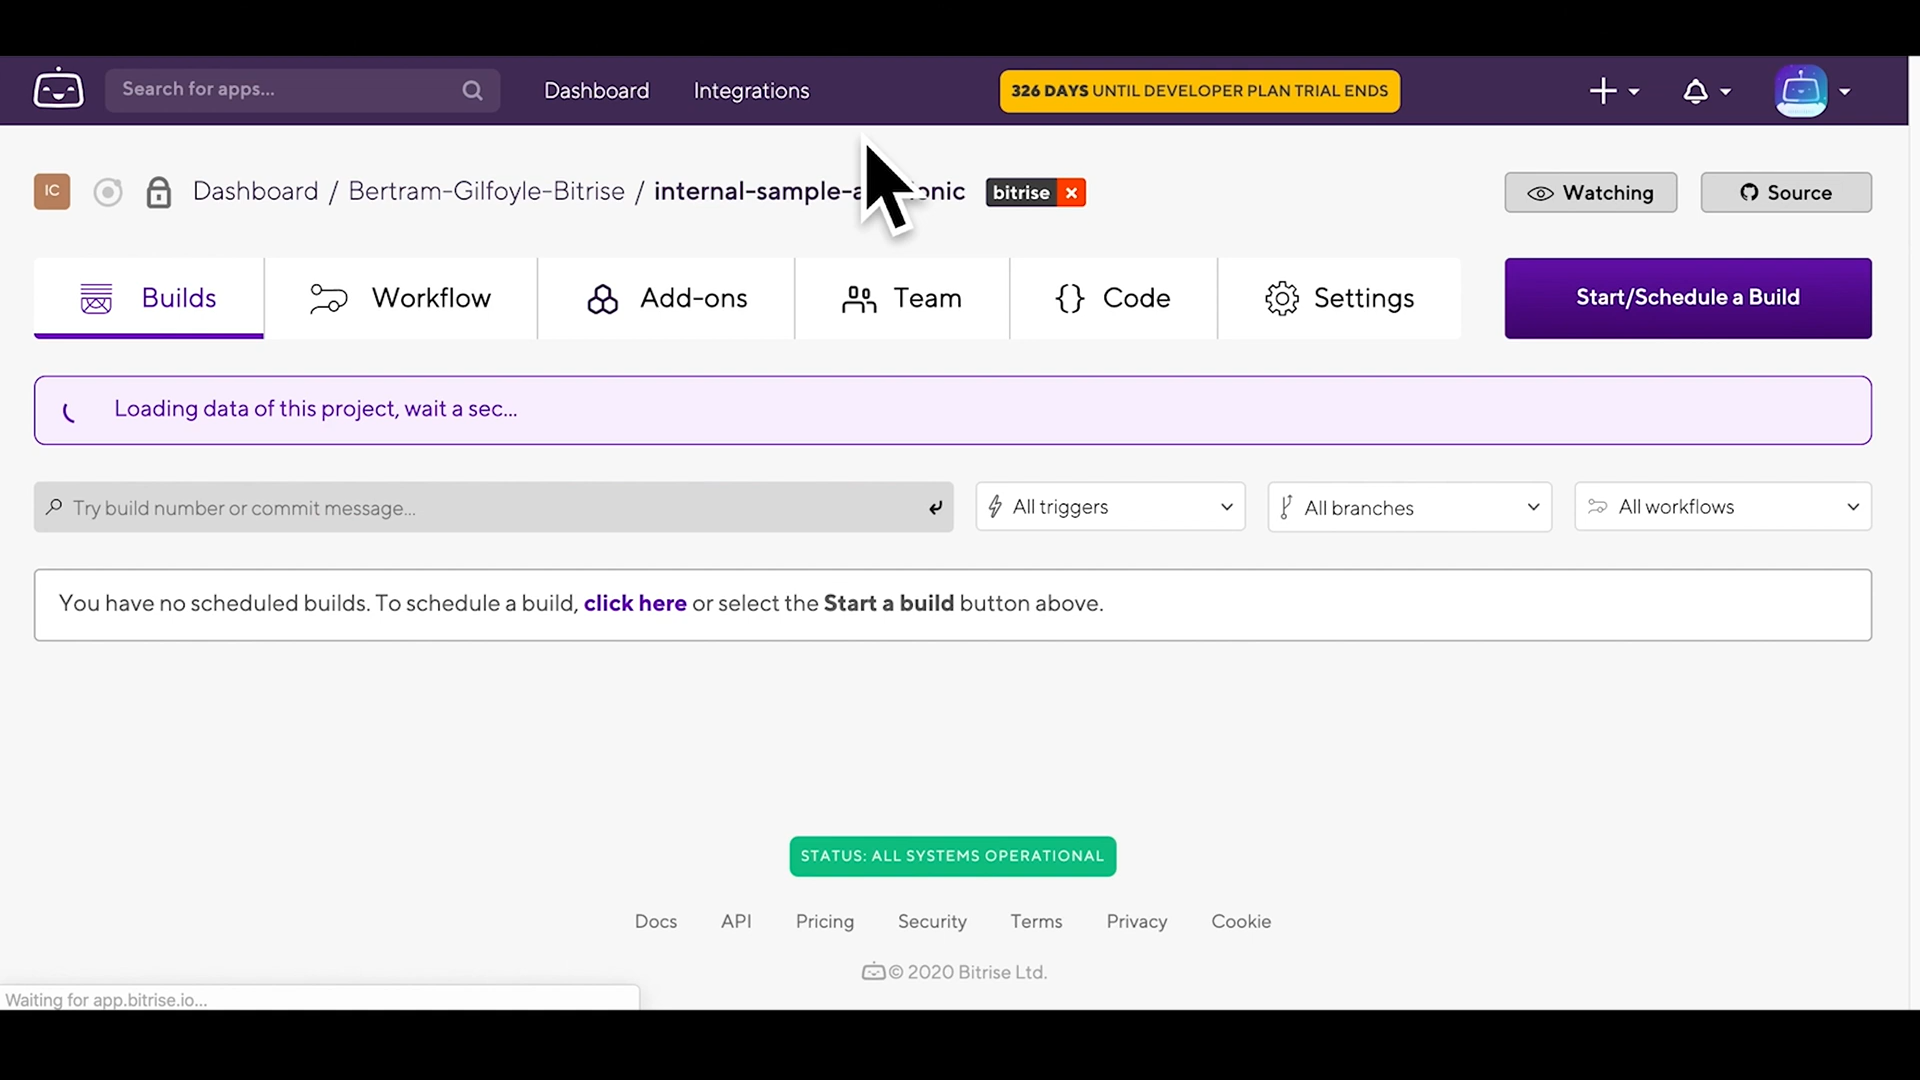 Search for apps...
Dashboard
Integrations
326 DAYS UNTIL DEVELOPER PLAN TRIAL ENDS
IC
Dashboard / Bertram-Gilfoyle-Bitrise /
bitrise x
Watching
Source
Builds
Workflow
Add-ons
Team
{} Code
Settings
Start/Schedule a Build
Loading data of this project, wait a sec...
Try build number or commit message...
All triggers
All branches
All workflows
You have no scheduled builds. To schedule a build, click here or select the Start a build button above.
STATUS: ALL SYSTEMS OPERATIONAL
Docs
API
Pricing
Security
Terms
Privacy
Cookie
© 2020 Bitrise Ltd.
Waiting for app.bitrise.io...